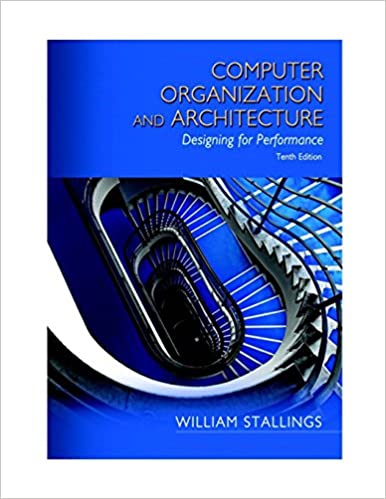 COMPUTER
ORGANIZATION
AND ARCHITECTURE
Designing for Performance
Tenth Edition
WILLIAM STALLINGS